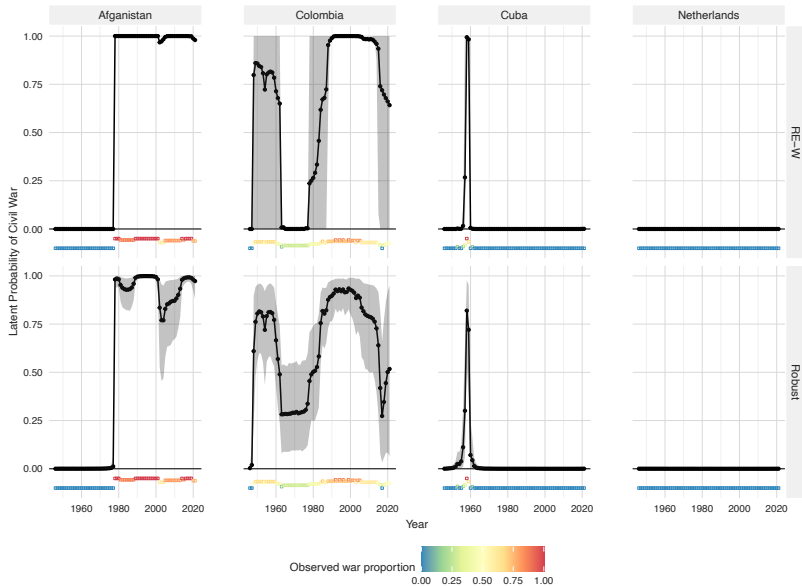 Afganistan Colombia Cuba Netherlands
Latent Probability of Civil War
1.00
0.75
0.50
0.25
0.00
RE−W
1.00
0.75
0.50
0.25
0.00
Robust
1960 1980 2000 2020 1960 1980 2000 2020 1960 1980 2000 2020 1960 1980 2000 2020
Year
Observed war proportion
0.00 0.25 0.50 0.75 1.00